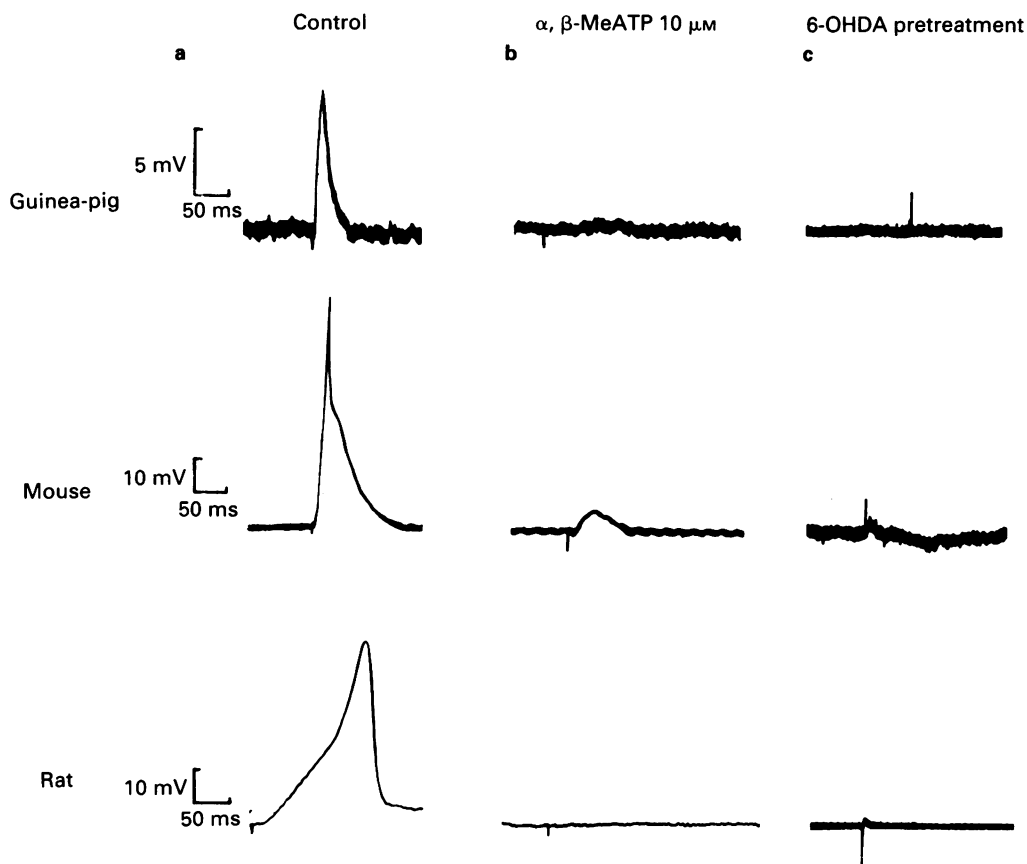 Control
α, β-MeATP 10 μM
6-OHDA pretreatment
a
b
c
5 mV
50 ms
Guinea-pig
10 mV
50 ms
Mouse
10 mV
50 ms
Rat